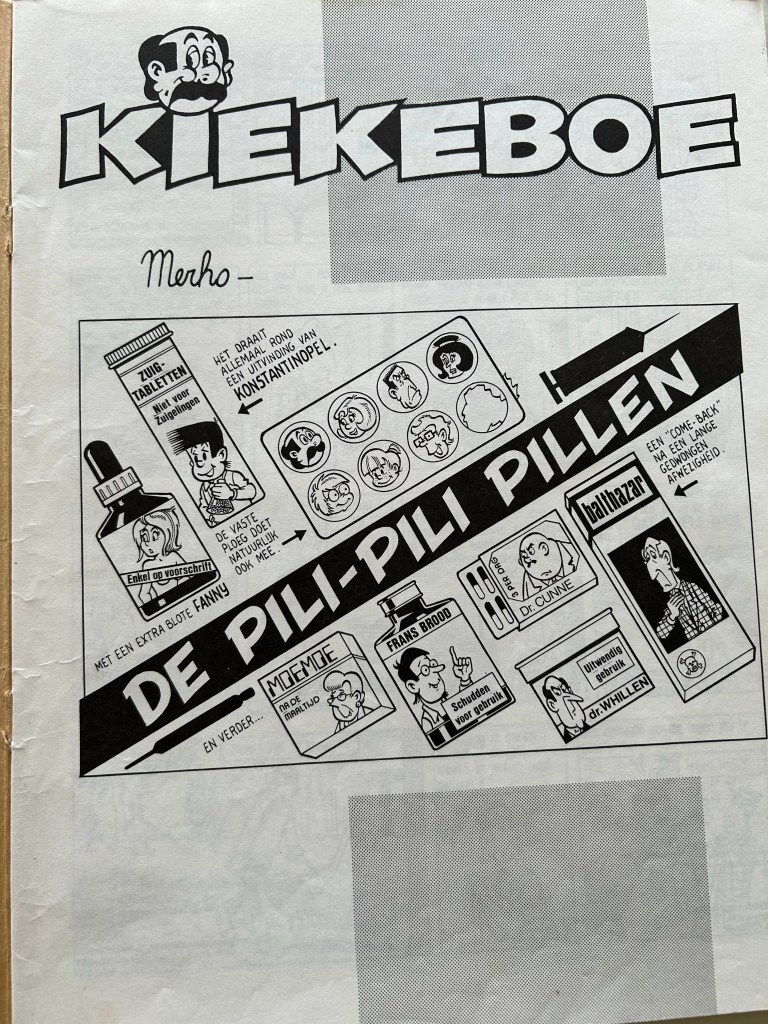 KIEKEBOE
Merho-
ZUIG-
TABLETTEN
Niet voor
Zuigelingen
HET DRAAIT
ALLEMAAL ROND
EEN UITVINDING VAN
KONSTANTINOPEL.
EEN "COME-BACK"
NA EEN LANGE
GEDWONGEN
AFWEZIGHEID.
DE VASTE
PLOEG DOET
NATUURLIJK
OOK MEE.
Enkel op voorschrift
MET EEN EXTRA BLOTE FANNY
DE PILI-PILI PILLEN
balthazar
3 PER DAG
Dr. CUNNE
FRANS BROOD
Schudden
voor gebruik
MOEMOE
NA DE
MAALTIJD
Uitwendig
gebruik
dr. WHILLEN
EN VERDER...